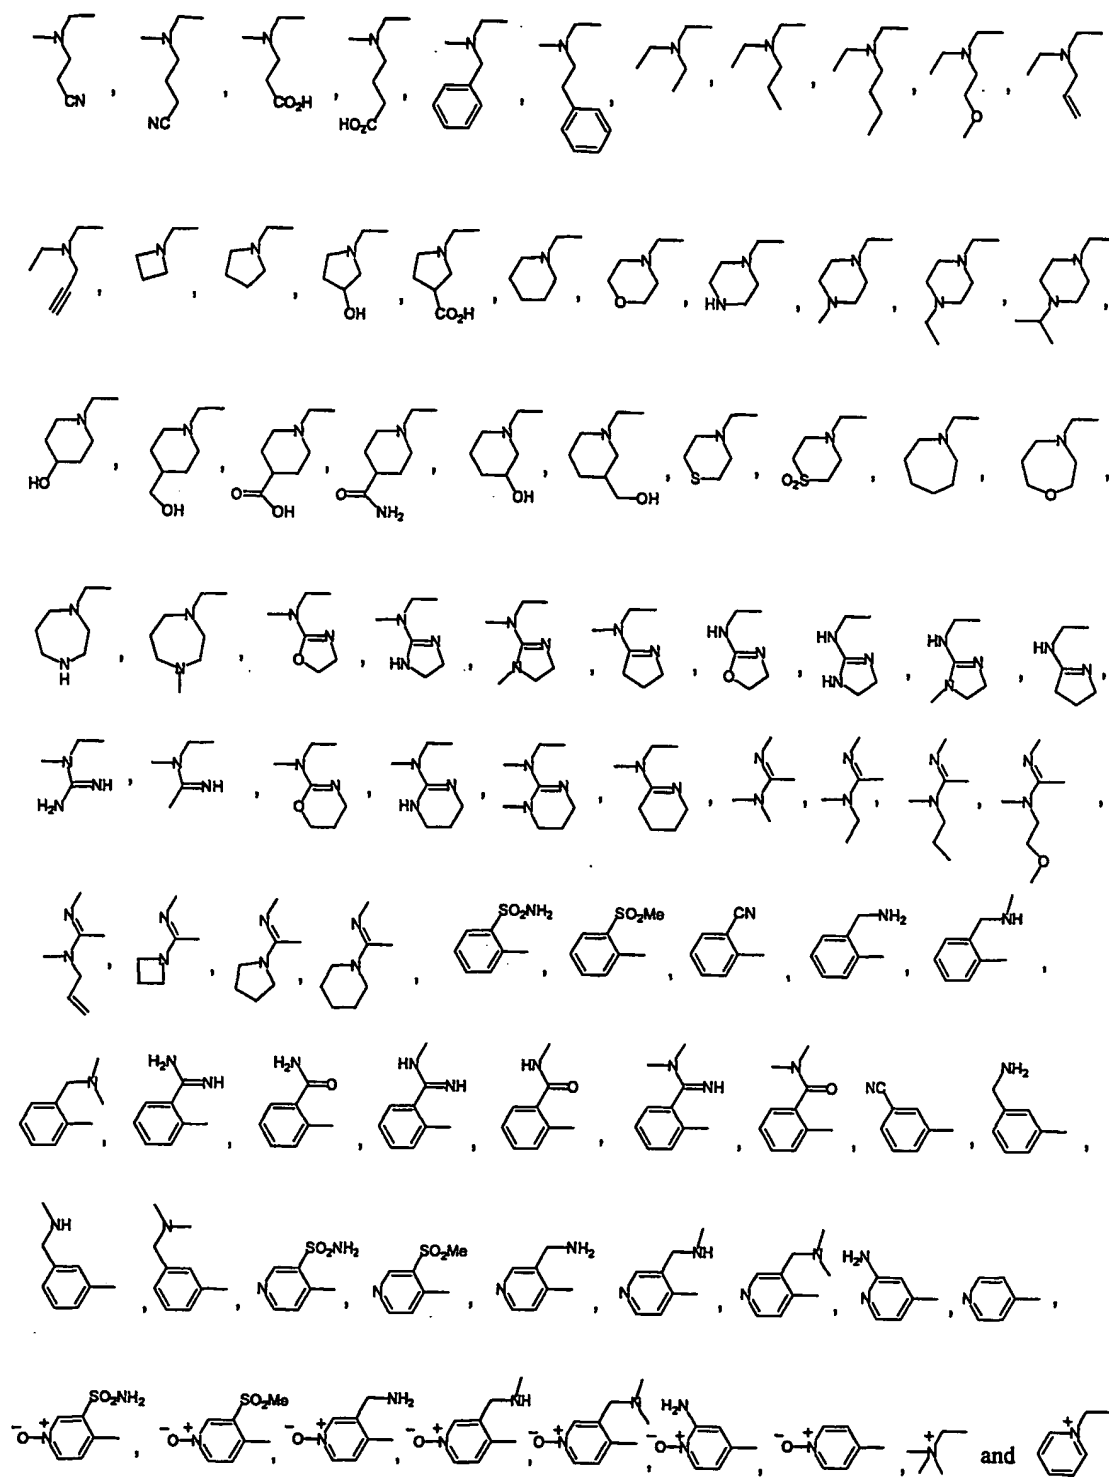 N N N N N N N N N N N
CN , , CO₂H , , , , , , , O ,
NC HO₂C
N N N N N N N N N N N
, , , OH , CO₂H , , O , HN , N , N , N ,
N N N N N N N N N N
HO , OH , O OH , O NH₂ , OH , OH , S , O₂S , , O ,
N N N N N N HN HN HN HN
N H , N , O N , HN N , N N , N , O N , HN N , N N , N ,
N N N N N N N N N N
H₂N NH , NH , O N , HN N , N N , N , N , N , N , N O ,
N N N N SO₂NH₂ SO₂Me CN NH₂ NH
N , N , N , N , , , , , ,
N H₂N NH H₂N O HN NH HN O N NH N O NC NH₂
, , , , , , , , ,
NH N SO₂NH₂ SO₂Me NH₂ NH N H₂N
, , N , N , N , N , N , N , N ,
SO₂NH₂ SO₂Me NH₂ NH N H₂N
⁻O-N⁺ , ⁻O-N⁺ , ⁻O-N⁺ , ⁻O-N⁺ , ⁻O-N⁺ , ⁻O-N⁺ , ⁻O-N⁺ , N⁺ and N⁺